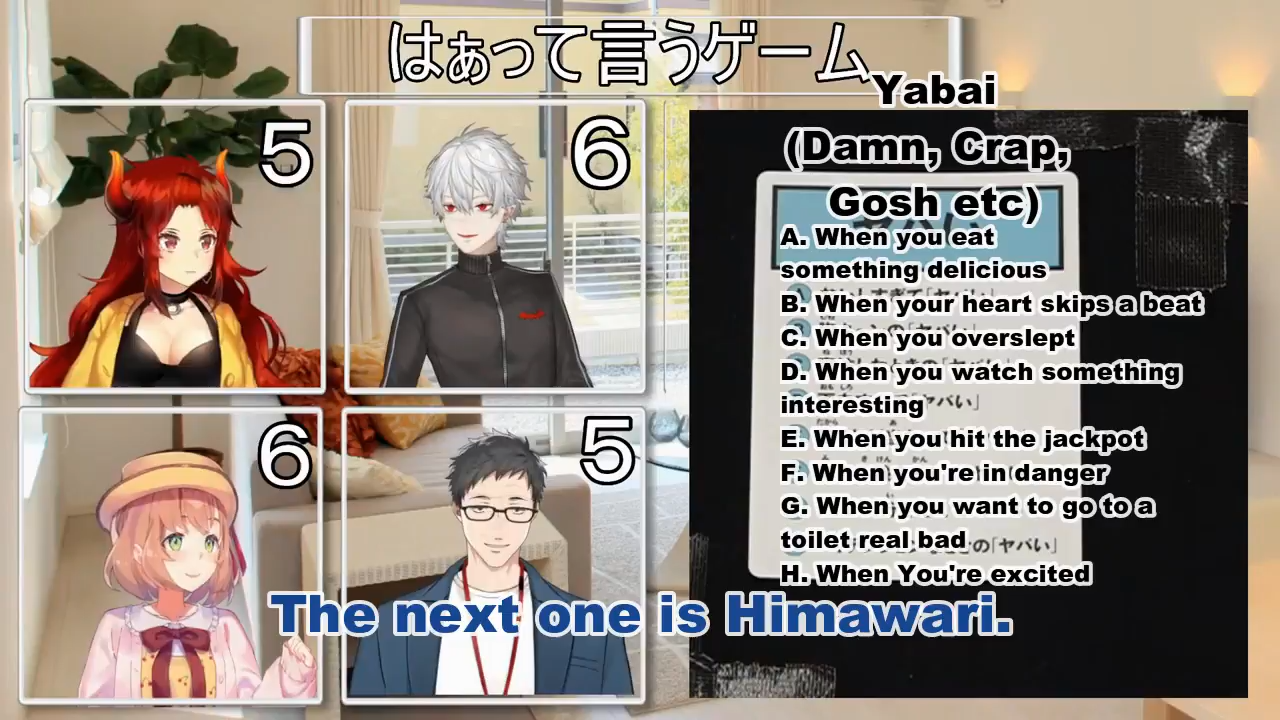 はぁって言うゲーム
5
6
6
5
Yabai
(Damn, Crap,
Gosh etc)
A. When you eat
something delicious
B. When your heart skips a beat
C. When you overslept
D. When you watch something
interesting
E. When you hit the jackpot
F. When you're in danger
G. When you want to go to a
toilet real bad
H. When You're excited
The next one is Himawari.